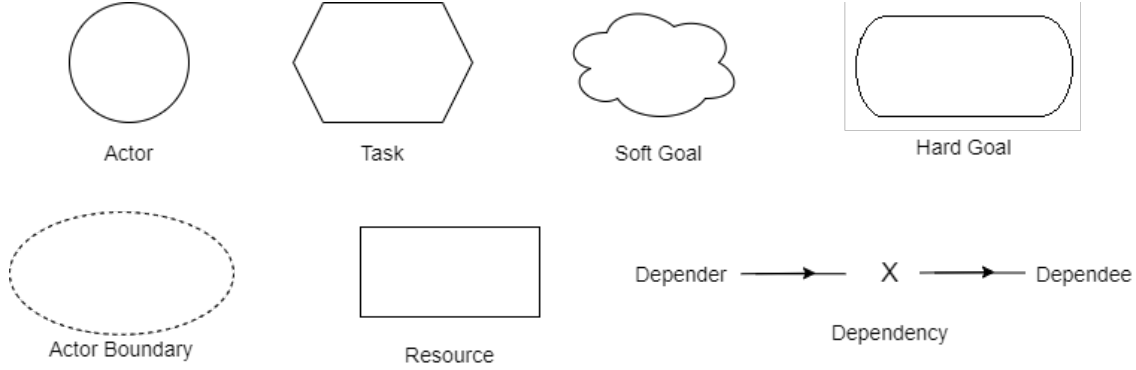 Actor
Task
Soft Goal
Hard Goal
Depender X Dependee
Dependency
Actor Boundary
Resource